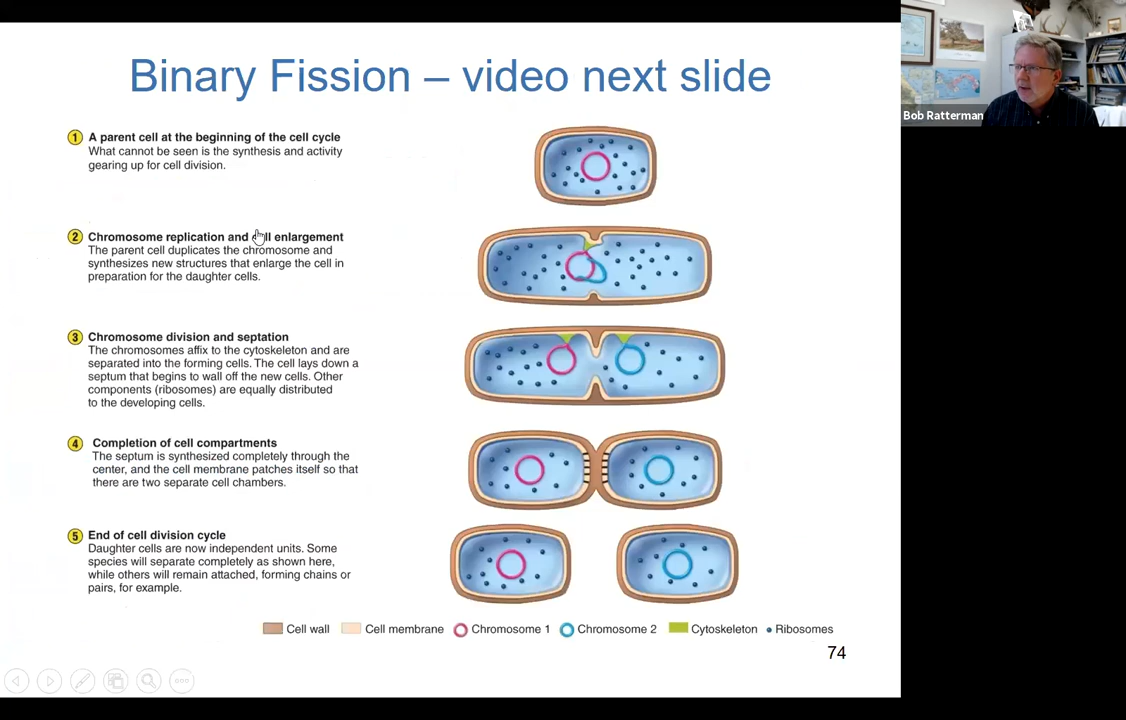 Binary Fission – video next slide
Bob Ratterman
1 A parent cell at the beginning of the cell cycle
What cannot be seen is the synthesis and activity
gearing up for cell division.
2 Chromosome replication and cell enlargement
The parent cell duplicates the chromosome and
synthesizes new structures that enlarge the cell in
preparation for the daughter cells.
3 Chromosome division and septation
The chromosomes affix to the cytoskeleton and are
separated into the forming cells. The cell lays down a
septum that begins to wall off the new cells. Other
components (ribosomes) are equally distributed
to the developing cells.
4 Completion of cell compartments
The septum is synthesized completely through the
center, and the cell membrane patches itself so that
there are two separate cell chambers.
5 End of cell division cycle
Daughter cells are now independent units. Some
species will separate completely as shown here,
while others will remain attached, forming chains or
pairs, for example.
Cell wall Cell membrane Chromosome 1 Chromosome 2 Cytoskeleton Ribosomes
74